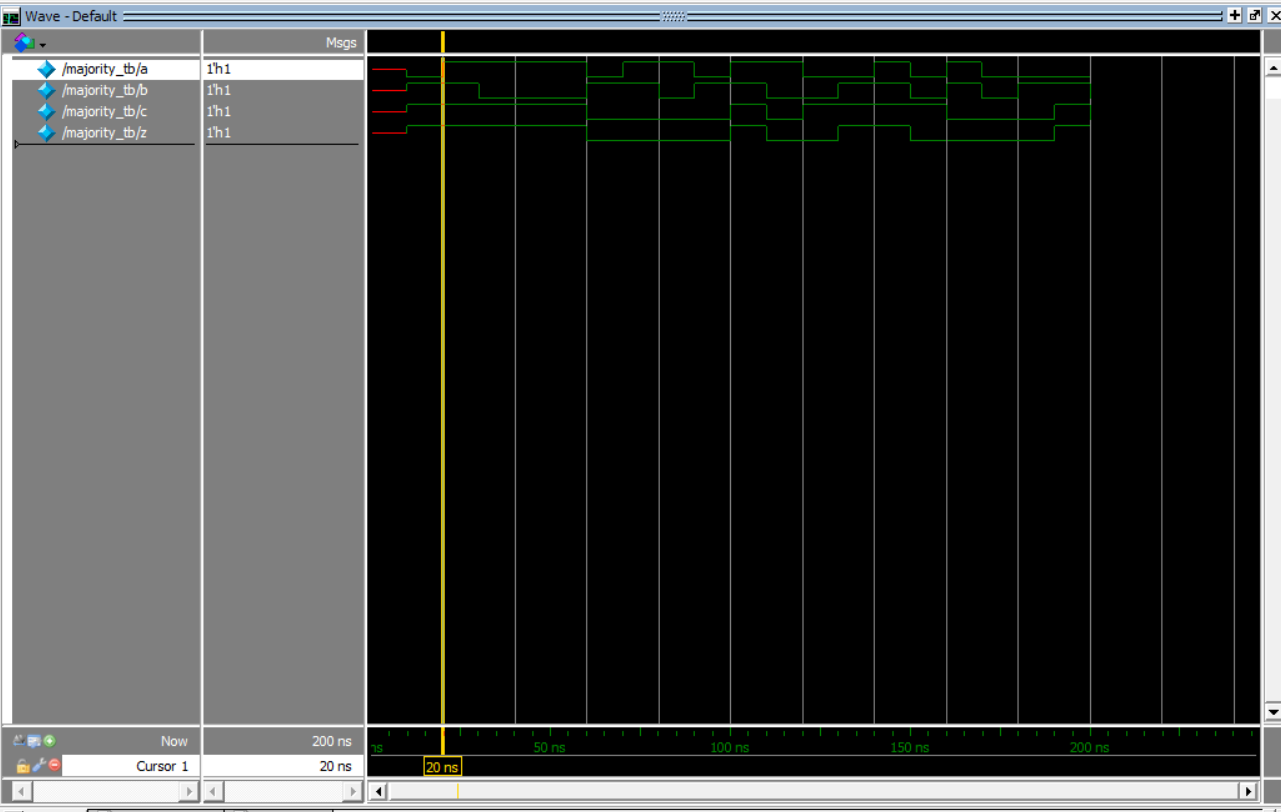 Wave - Default
Msgs
/majority_tb/a 1'h1
/majority_tb/b 1'h1
/majority_tb/c 1'h1
/majority_tb/z 1'h1
Now 200 ns ns 50 ns 100 ns 150 ns 200 ns
Cursor 1 20 ns 20 ns